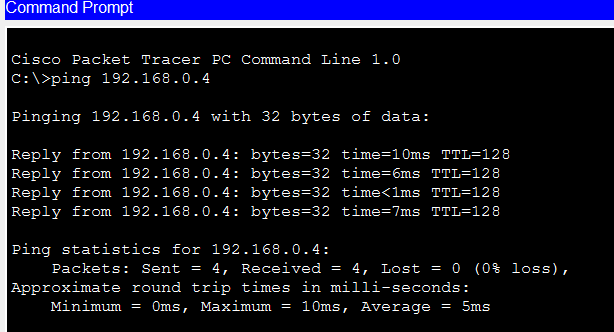 Command Prompt
Cisco Packet Tracer PC Command Line 1.0
C:\>ping 192.168.0.4
Pinging 192.168.0.4 with 32 bytes of data:
Reply from 192.168.0.4: bytes=32 time=10ms TTL=128
Reply from 192.168.0.4: bytes=32 time=6ms TTL=128
Reply from 192.168.0.4: bytes=32 time<1ms TTL=128
Reply from 192.168.0.4: bytes=32 time=7ms TTL=128
Ping statistics for 192.168.0.4:
Packets: Sent = 4, Received = 4, Lost = 0 (0% loss),
Approximate round trip times in milli-seconds:
Minimum = 0ms, Maximum = 10ms, Average = 5ms